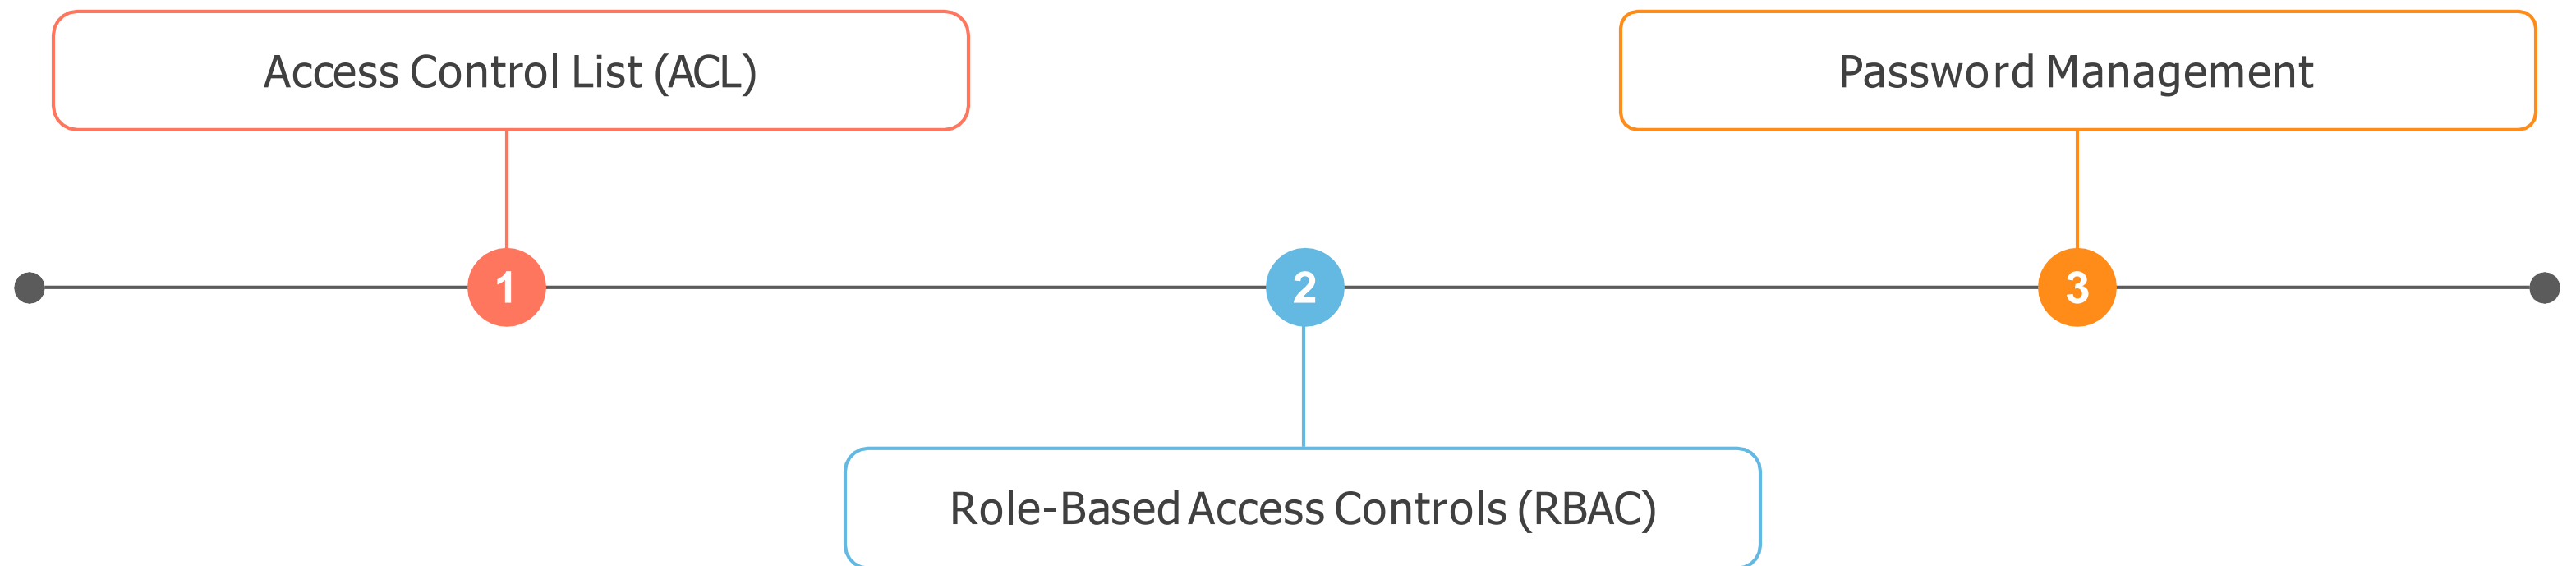 Access Control List (ACL)
Password Management
1
2
3
Role-Based Access Controls (RBAC)